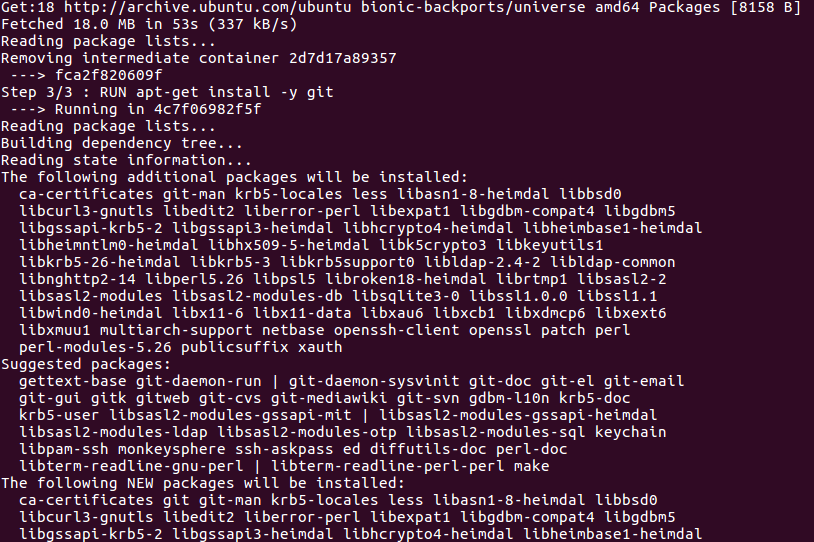 Get:18 http://archive.ubuntu.com/ubuntu bionic-backports/universe amd64 Packages [8158 B]
Fetched 18.0 MB in 53s (337 kB/s)
Reading package lists...
Removing intermediate container 2d7d17a89357
 ---> fca2f820609f
Step 3/3 : RUN apt-get install -y git
 ---> Running in 4c7f06982f5f
Reading package lists...
Building dependency tree...
Reading state information...
The following additional packages will be installed:
  ca-certificates git-man krb5-locales less libasn1-8-heimdal libbsd0
  libcurl3-gnutls libedit2 liberror-perl libexpat1 libgdbm-compat4 libgdbm5
  libgssapi-krb5-2 libgssapi3-heimdal libhcrypto4-heimdal libheimbase1-heimdal
  libheimntlm0-heimdal libhx509-5-heimdal libk5crypto3 libkeyutils1
  libkrb5-26-heimdal libkrb5-3 libkrb5support0 libldap-2.4-2 libldap-common
  libnghttp2-14 libperl5.26 libpsl5 libroken18-heimdal librtmp1 libsasl2-2
  libsasl2-modules libsasl2-modules-db libsqlite3-0 libssl1.0.0 libssl1.1
  libwind0-heimdal libx11-6 libx11-data libxau6 libxcb1 libxdmcp6 libxext6
  libxmuu1 multiarch-support netbase openssh-client openssl patch perl
  perl-modules-5.26 publicsuffix xauth
Suggested packages:
  gettext-base git-daemon-run | git-daemon-sysvinit git-doc git-el git-email
  git-gui gitk gitweb git-cvs git-mediawiki git-svn gdbm-l10n krb5-doc
  krb5-user libsasl2-modules-gssapi-mit | libsasl2-modules-gssapi-heimdal
  libsasl2-modules-ldap libsasl2-modules-otp libsasl2-modules-sql keychain
  libpam-ssh monkeysphere ssh-askpass ed diffutils-doc perl-doc
  libterm-readline-gnu-perl | libterm-readline-perl-perl make
The following NEW packages will be installed:
  ca-certificates git git-man krb5-locales less libasn1-8-heimdal libbsd0
  libcurl3-gnutls libedit2 liberror-perl libexpat1 libgdbm-compat4 libgdbm5
  libgssapi-krb5-2 libgssapi3-heimdal libhcrypto4-heimdal libheimbase1-heimdal